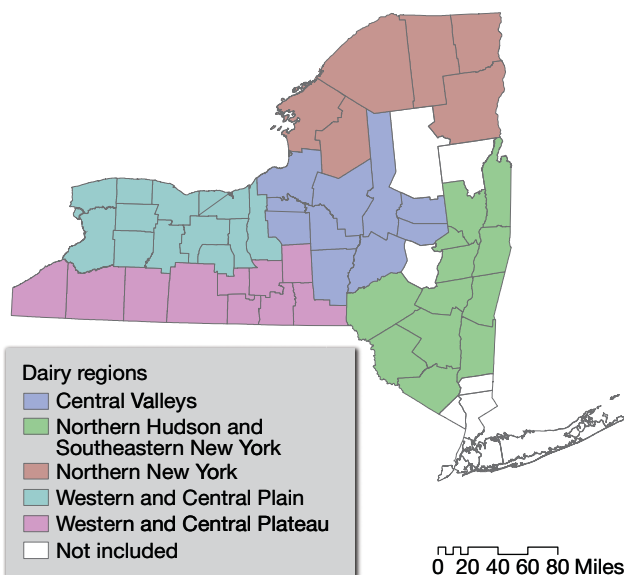 Dairy regions
Central Valleys
Northern Hudson and
Southeastern New York
Northern New York
Western and Central Plain
Western and Central Plateau
Not included
0 20 40 60 80 Miles